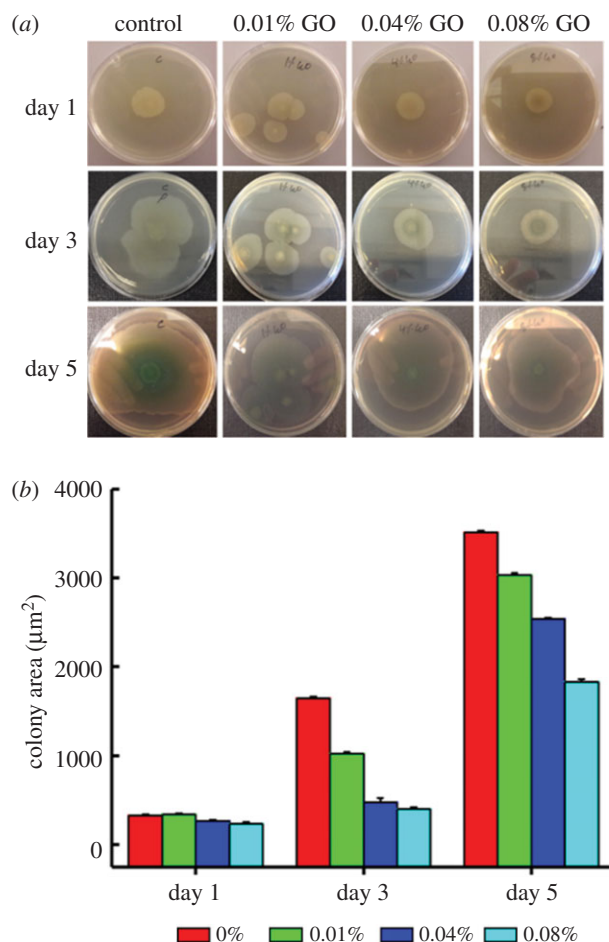 (a) control 0.01% GO 0.04% GO 0.08% GO
day 1
day 3
day 5
(b)
4000
3000
2000
1000
0
colony area (µm²)
day 1 day 3 day 5
0% 0.01% 0.04% 0.08%